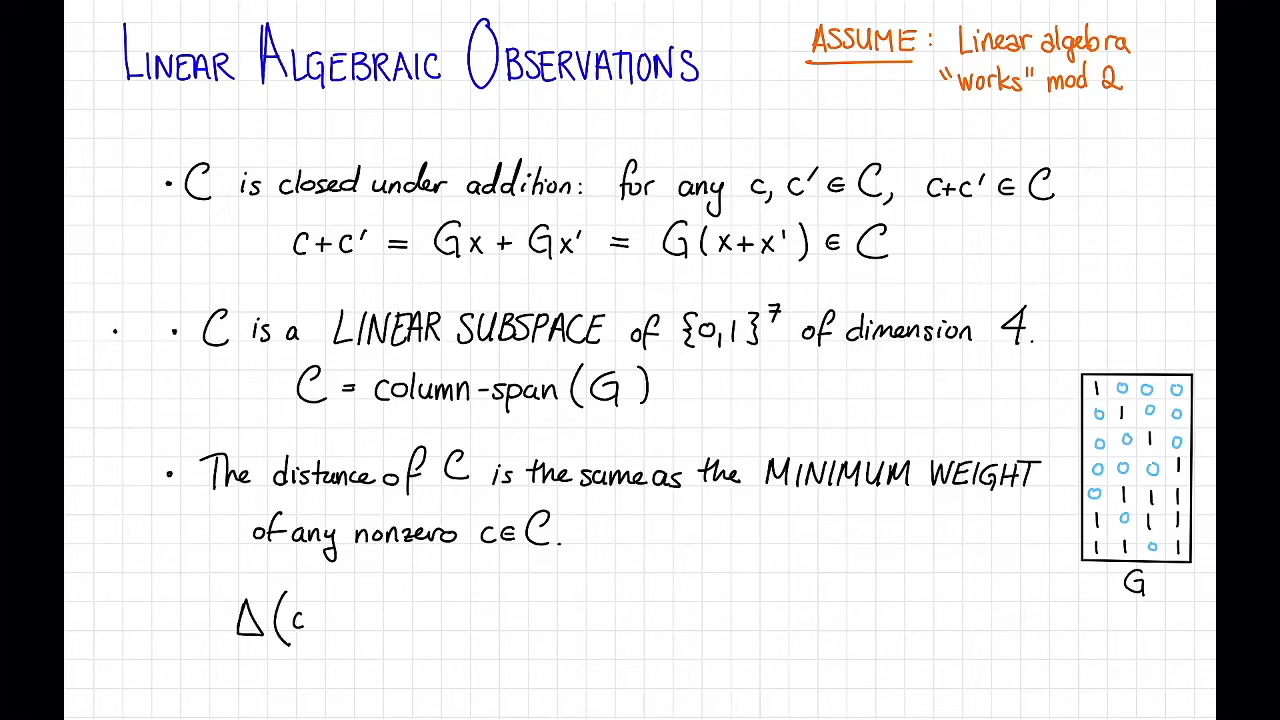 LINEAR ALGEBRAIC OBSERVATIONS
ASSUME: Linear algebra
"works" mod 2
· C is closed under addition: for any c, c' ∈ C, c+c' ∈ C
c+c' = Gx + Gx' = G(x+x') ∈ C
· · C is a LINEAR SUBSPACE of {0,1}⁷ of dimension 4.
C = column-span(G)
· The distance of C is the same as the MINIMUM WEIGHT
of any nonzero c∈C.
Δ(c
1 0 0 0
0 1 0 0
0 0 1 0
0 0 0 1
0 1 1 1
1 0 1 1
1 1 0 1
G